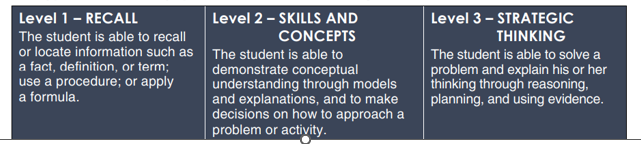 Level 1 – RECALL
The student is able to recall
or locate information such as
a fact, definition, or term;
use a procedure; or apply
a formula.
Level 2 – SKILLS AND
CONCEPTS
The student is able to
demonstrate conceptual
understanding through models
and explanations, and to make
decisions on how to approach a
problem or activity.
Level 3 – STRATEGIC
THINKING
The student is able to solve a
problem and explain his or her
thinking through reasoning,
planning, and using evidence.